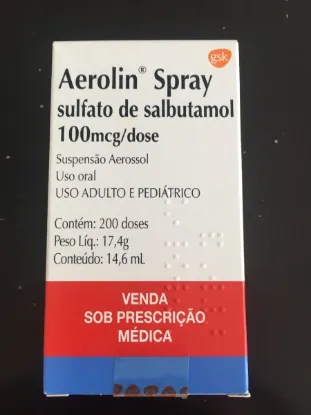 gsk
Aerolin® Spray
sulfato de salbutamol
100mcg/dose
Suspensão Aerossol
Uso oral
USO ADULTO E PEDIÁTRICO
Contém: 200 doses
Peso Líq.: 17,4g
Conteúdo: 14,6 mL
VENDA
SOB PRESCRIÇÃO
MÉDICA